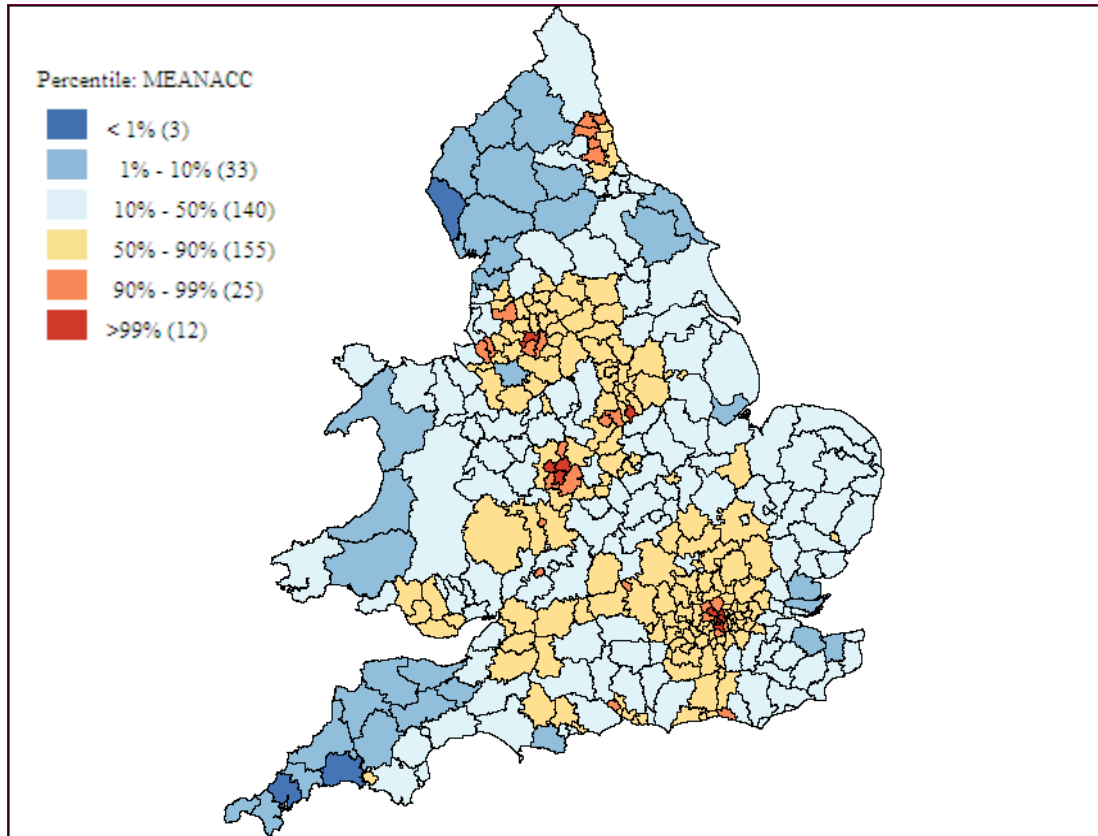 Percentile: MEANACC
< 1% (3)
1% - 10% (33)
10% - 50% (140)
50% - 90% (155)
90% - 99% (25)
>99% (12)